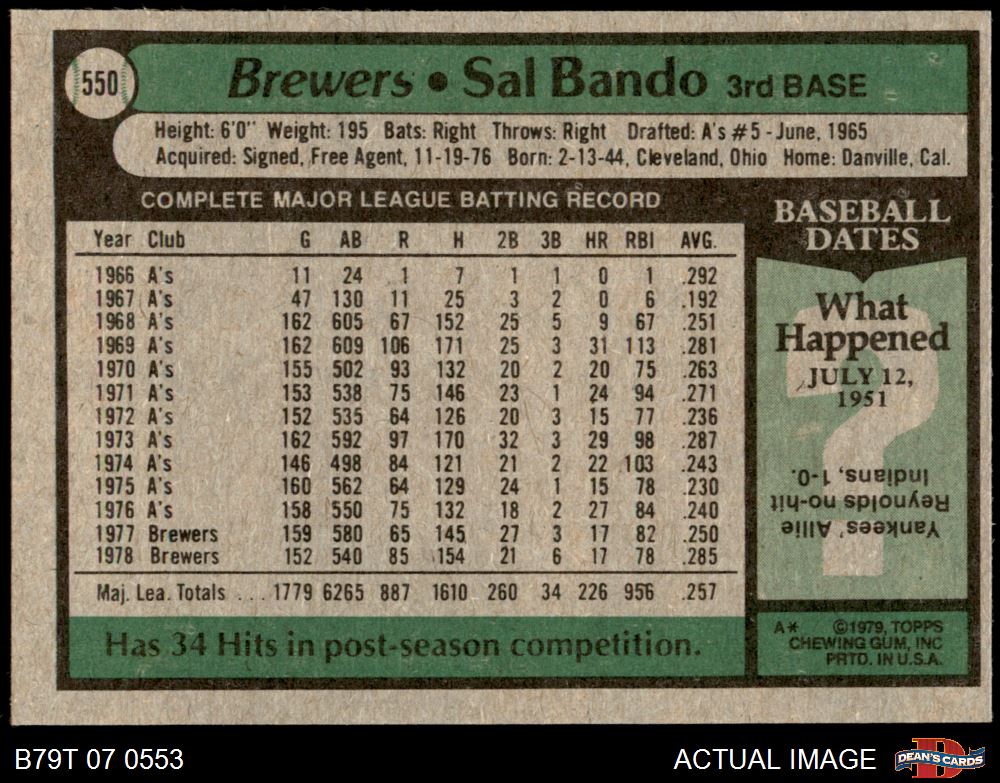 550
Brewers • Sal Bando 3rd BASE
Height: 6'0" Weight: 195 Bats: Right Throws: Right Drafted: A's #5 - June, 1965
Acquired: Signed, Free Agent, 11-19-76 Born: 2-13-44, Cleveland, Ohio Home: Danville, Cal.
COMPLETE MAJOR LEAGUE BATTING RECORD
Year Club G AB R H 2B 3B HR RBI AVG.
1966 A's 11 24 1 7 1 1 0 1 .292
1967 A's 47 130 11 25 3 2 0 6 .192
1968 A's 162 605 67 152 25 5 9 67 .251
1969 A's 162 609 106 171 25 3 31 113 .281
1970 A's 155 502 93 132 20 2 20 75 .263
1971 A's 153 538 75 146 23 1 24 94 .271
1972 A's 152 535 64 126 20 3 15 77 .236
1973 A's 162 592 97 170 32 3 29 98 .287
1974 A's 146 498 84 121 21 2 22 103 .243
1975 A's 160 562 64 129 24 1 15 78 .230
1976 A's 158 550 75 132 18 2 27 84 .240
1977 Brewers 159 580 65 145 27 3 17 82 .250
1978 Brewers 152 540 85 154 21 6 17 78 .285
Maj. Lea. Totals . . . 1779 6265 887 1610 260 34 226 956 .257
Has 34 Hits in post-season competition.
BASEBALL
DATES
What
Happened
JULY 12,
1951
?
Yankees' Allie
Reynolds no-hit
Indians, 1-0.
A* ©1979, TOPPS
CHEWING GUM, INC
PRTD. IN U.S.A.
B79T 07 0553
ACTUAL IMAGE
D
DEAN'S CARDS